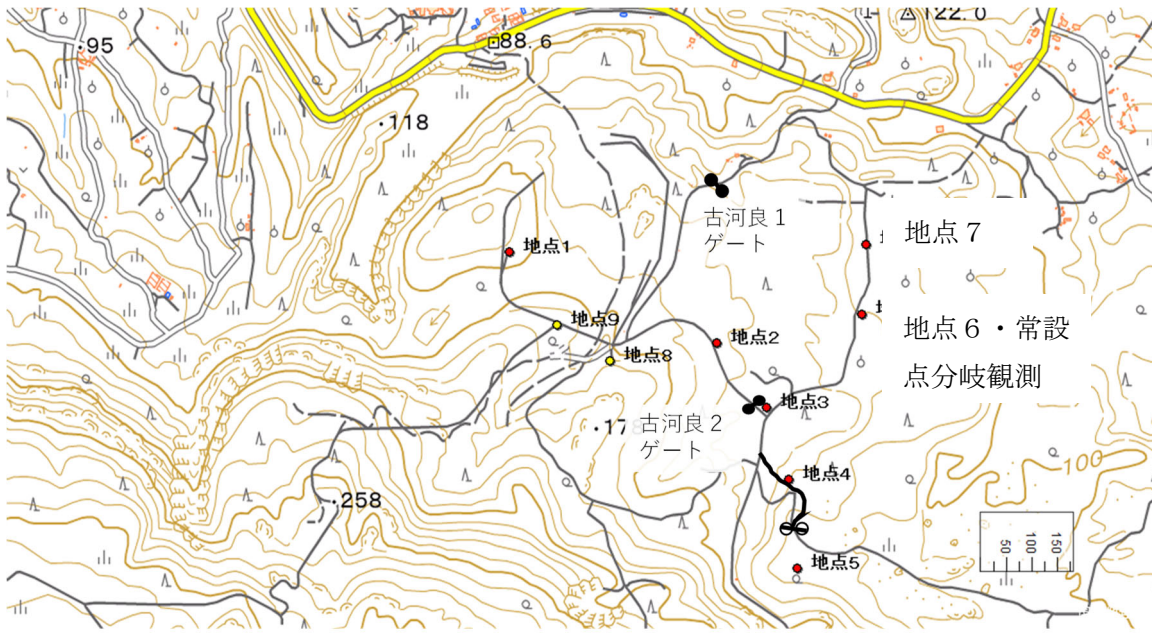 122.0
95
88.6
118
古河良1
ゲート
地点7
地点1
地点6・常設
点分岐観測
地点9
地点2
地点8
地点3
古河良2
ゲート
地点4
100
258
50
100
150
地点5